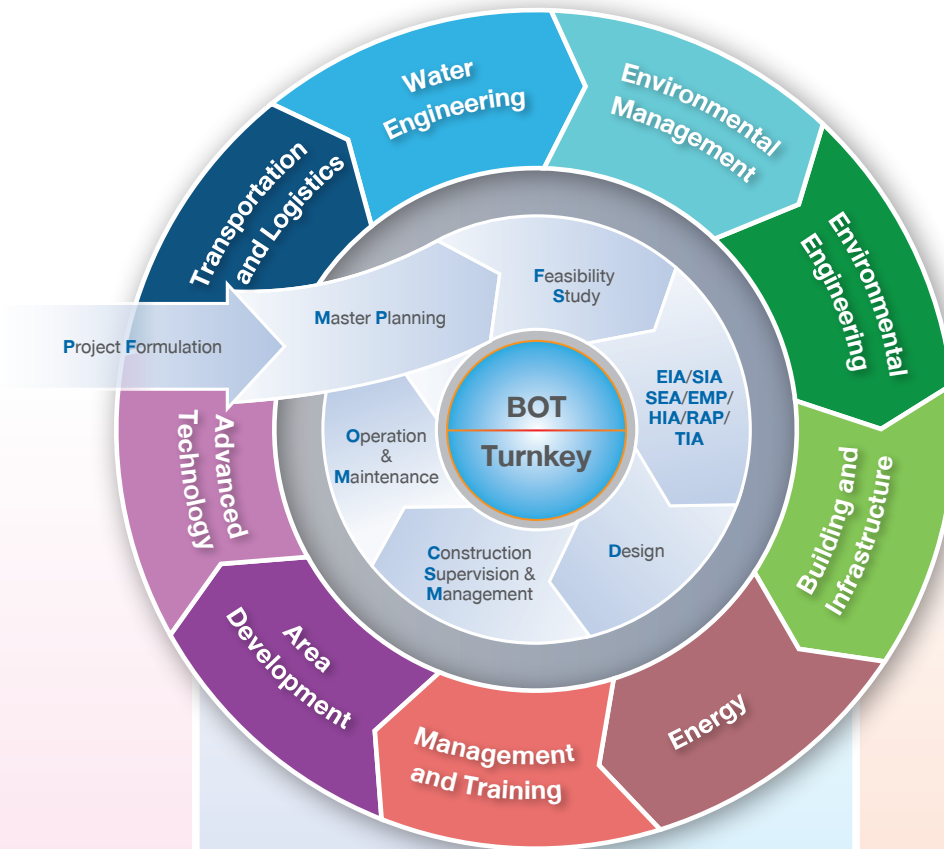 Water
Engineering
Environmental
Management
Environmental
Engineering
Building and
Infrastructure
Energy
Management
and Training
Area
Development
Advanced
Technology
Transportation
and Logistics
Project Formulation
Master Planning
Feasibility
Study
EIA/SIA
SEA/EMP/
HIA/RAP/
TIA
Design
Construction
Supervision &
Management
Operation
&
Maintenance
BOT
Turnkey